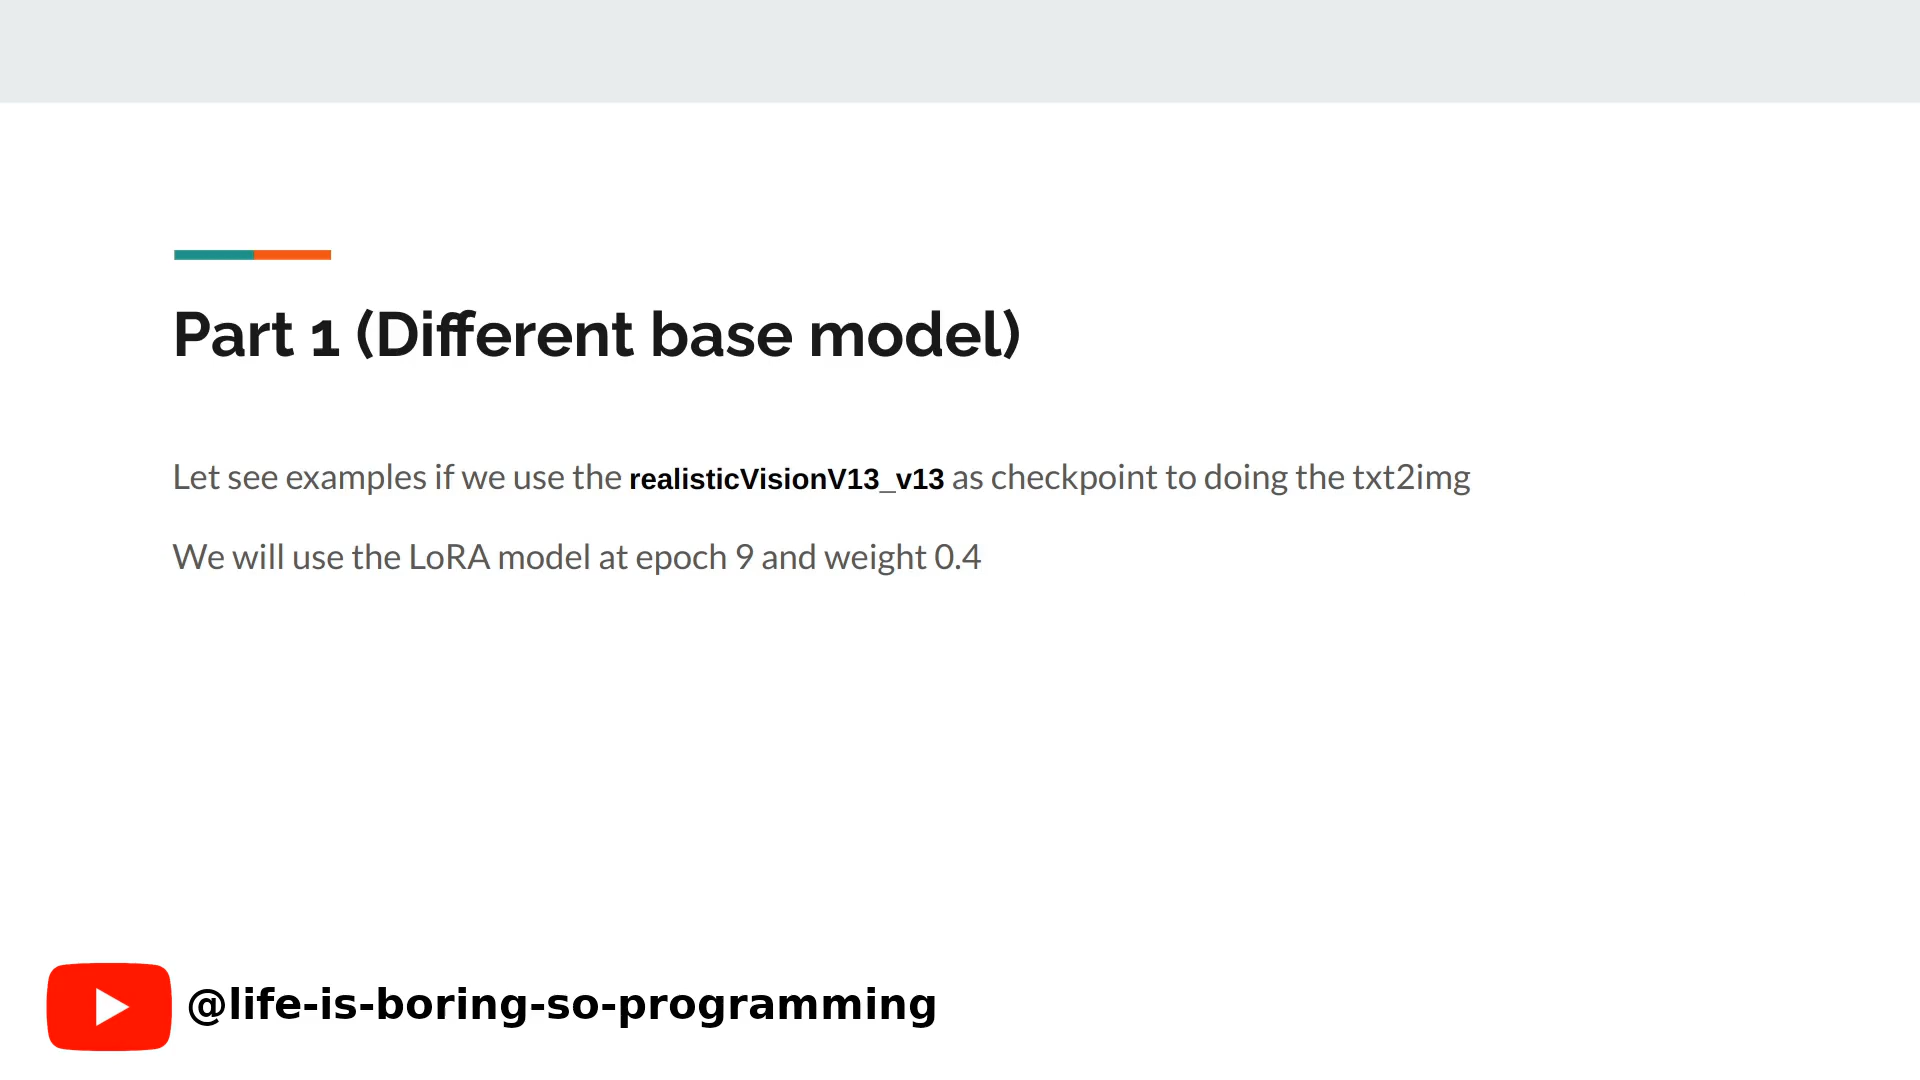 Part 1 (Different base model)
Let see examples if we use the realisticVisionV13_v13 as checkpoint to doing the txt2img
We will use the LoRA model at epoch 9 and weight 0.4
@life-is-boring-so-programming